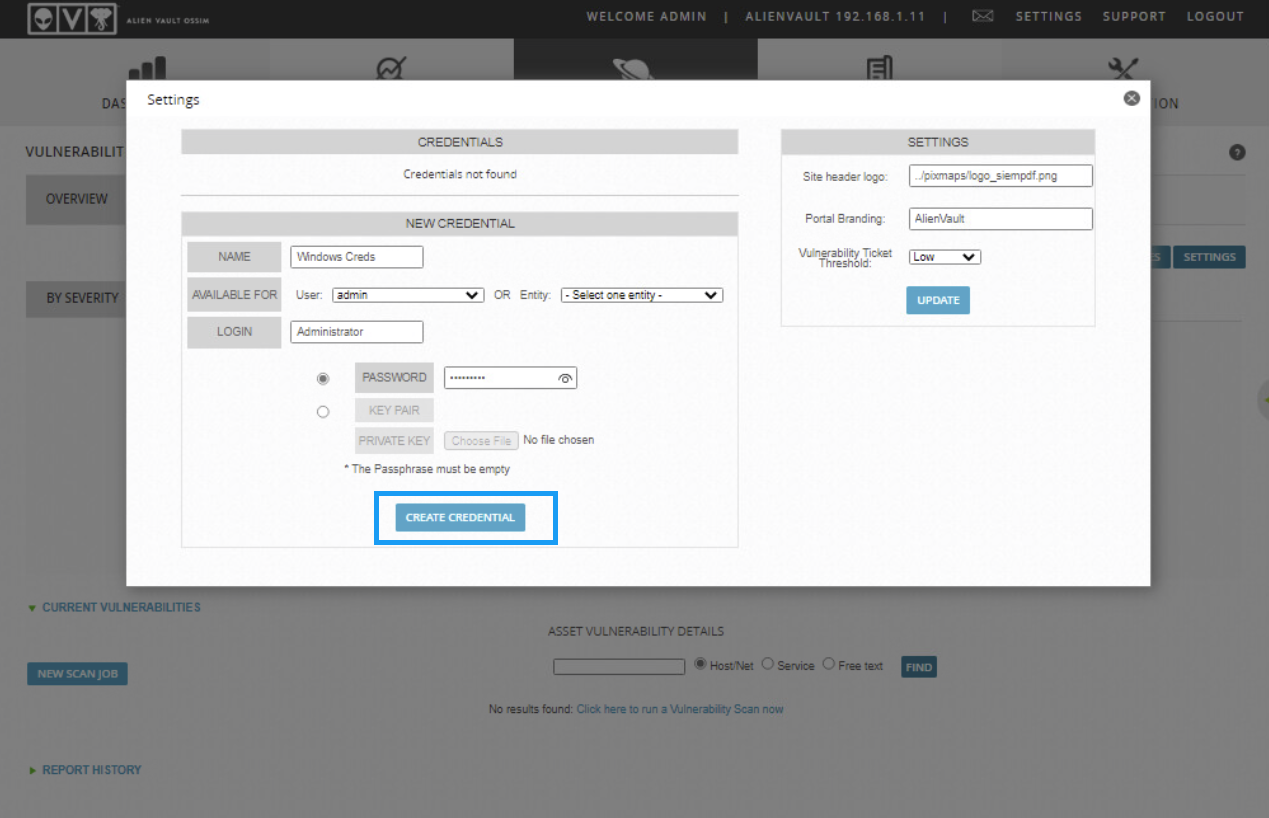 ALIEN VAULT OSSIM
WELCOME ADMIN | ALIENVAULT 192.168.1.11 | SETTINGS SUPPORT LOGOUT
DAS
ION
Settings
VULNERABILIT
OVERVIEW
ES SETTINGS
BY SEVERITY
CREDENTIALS
Credentials not found
NEW CREDENTIAL
NAME Windows Creds
AVAILABLE FOR User: admin OR Entity: - Select one entity -
LOGIN Administrator
PASSWORD ·········
KEY PAIR
PRIVATE KEY Choose File No file chosen
* The Passphrase must be empty
CREATE CREDENTIAL
SETTINGS
Site header logo: ../pixmaps/logo_siempdf.png
Portal Branding: AlienVault
Vulnerability Ticket
Threshold: Low
UPDATE
CURRENT VULNERABILITIES
ASSET VULNERABILITY DETAILS
NEW SCAN JOB
Host/Net Service Free text FIND
No results found: Click here to run a Vulnerability Scan now
REPORT HISTORY